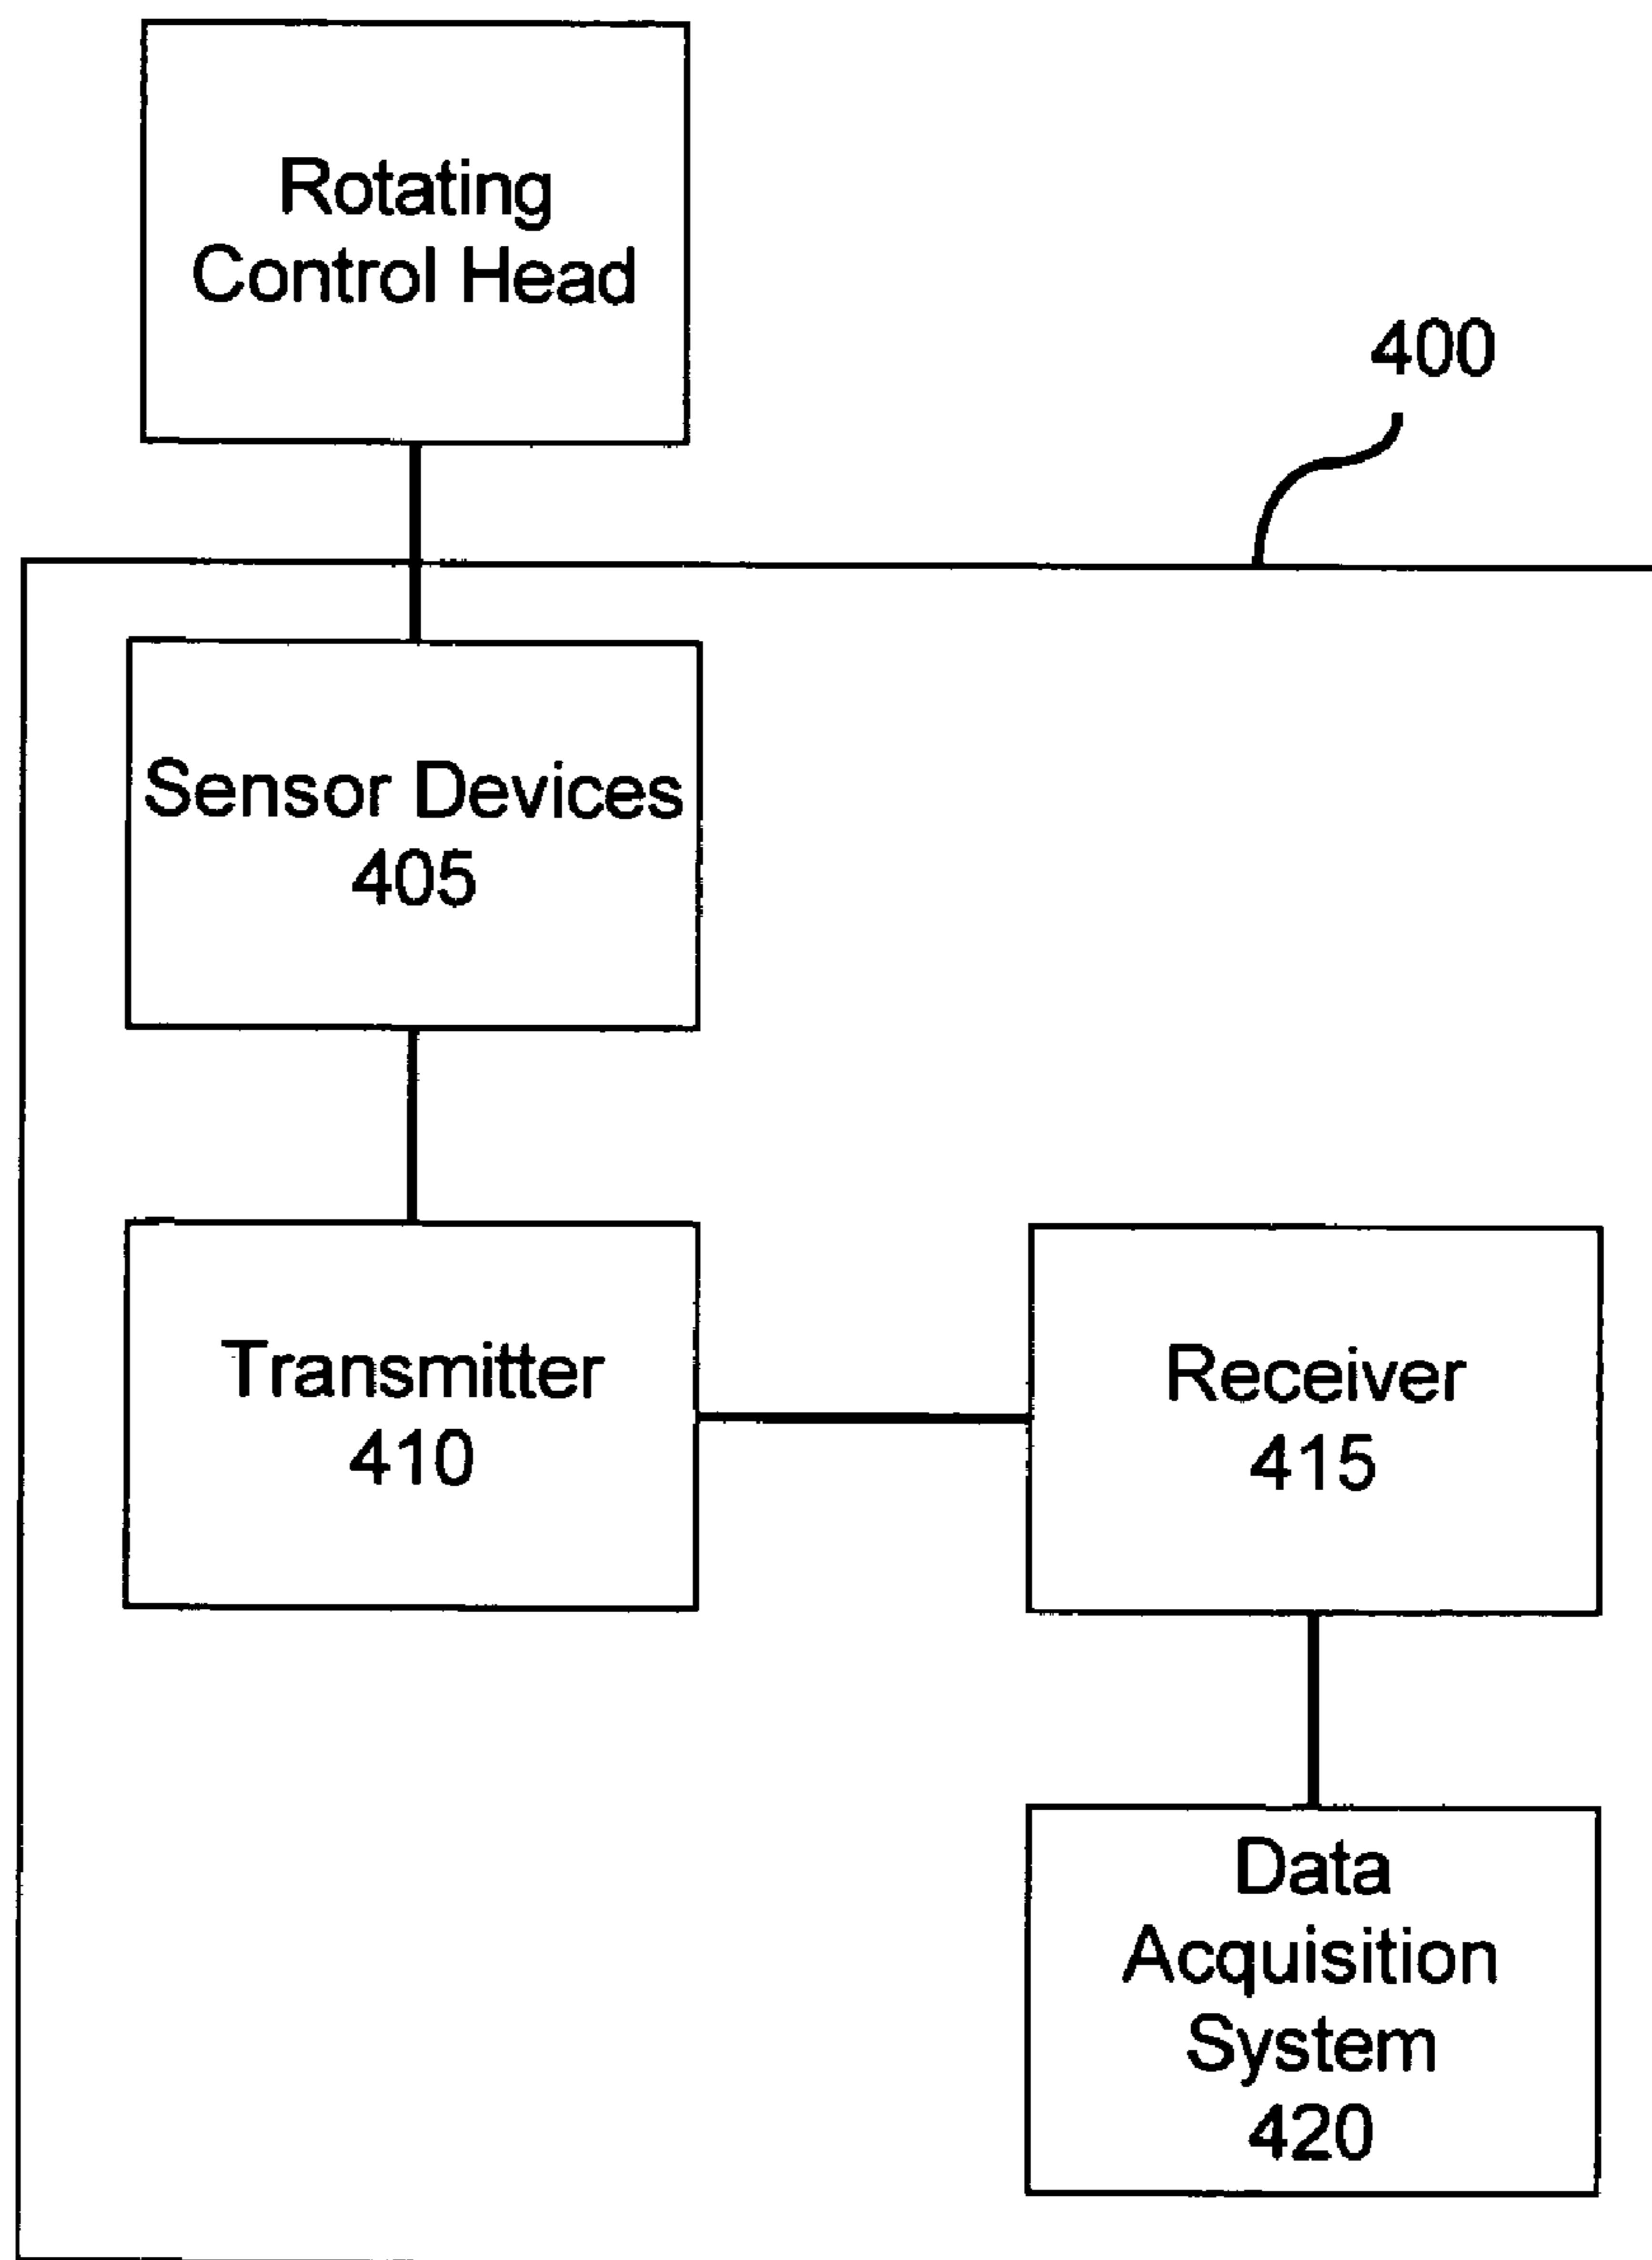 Rotating
Control Head
400
Sensor Devices
405
Transmitter
410
Receiver
415
Data
Acquisition
System
420